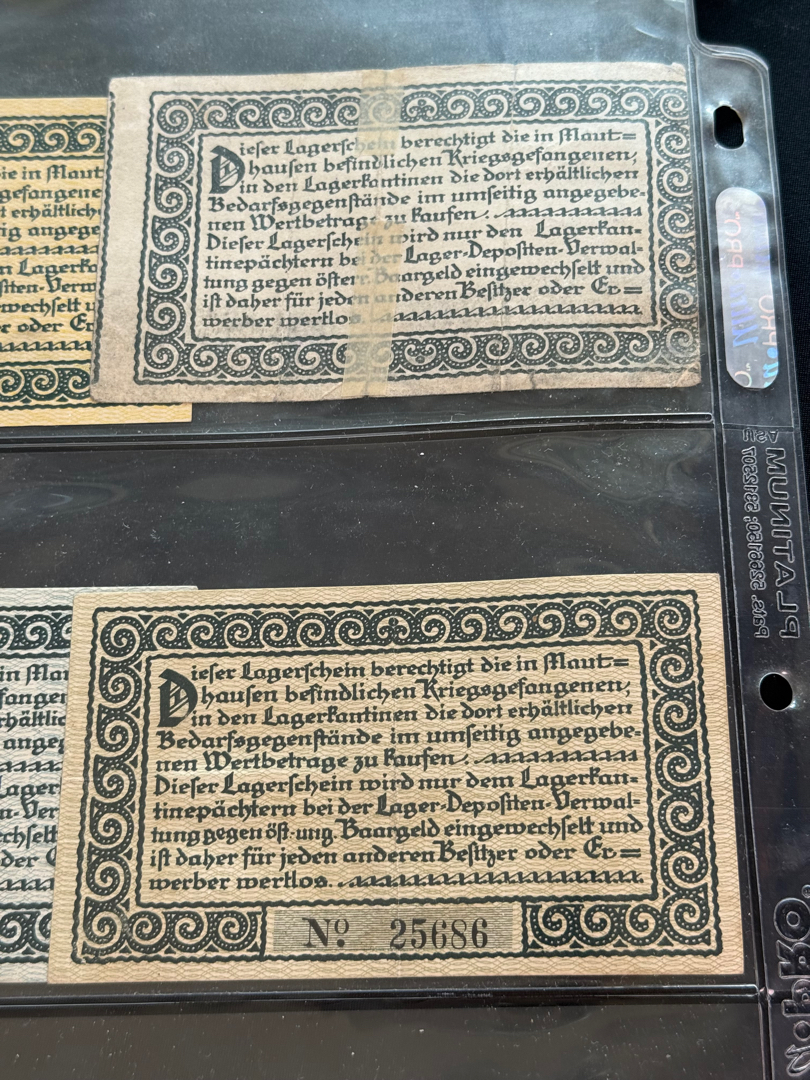 Dieser Lagerschein berechtigt die in Maut=
hausen befindlichen Kriegsgefangenen,
in den Lagerkantinen die dort erhältlichen
Bedarfsgegenstände im umseitig angegebe-
nen Wertbetrage zu kaufen.
Dieser Lagerschein wird nur den Lagerkan-
tinepächtern bei der Lager-Depositen-Verwal-
tung gegen österr. Baargeld eingewechselt und
ist daher für jeden anderen Besitzer oder Er=
werber wertlos.
Dieser Lagerschein berechtigt die in Maut=
hausen befindlichen Kriegsgefangenen,
in den Lagerkantinen die dort erhältlichen
Bedarfsgegenstände im umseitig angegebe-
nen Wertbetrage zu kaufen.
Dieser Lagerschein wird nur dem Lagerkan-
tinepächtern bei der Lager-Depositen-Verwal-
tung gegen öst-ung. Baargeld eingewechselt und
ist daher für jeden anderen Besitzer oder Er=
werber wertlos.
Nº. 25686
PLATINUM